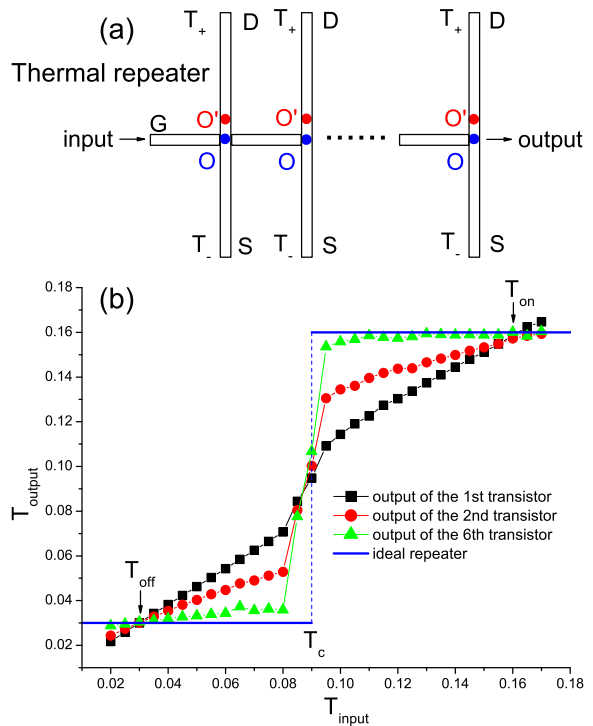 (a)
T+ D T+ D T+ D
Thermal repeater
G O' O' O'
input output
O O O
T- S T- S T- S
(b)
Ton
Toff
Tc
output of the 1st transistor
output of the 2nd transistor
output of the 6th transistor
ideal repeater
Toutput
0.18
0.16
0.14
0.12
0.10
0.08
0.06
0.04
0.02
0.02 0.04 0.06 0.08 0.10 0.12 0.14 0.16 0.18
Tinput